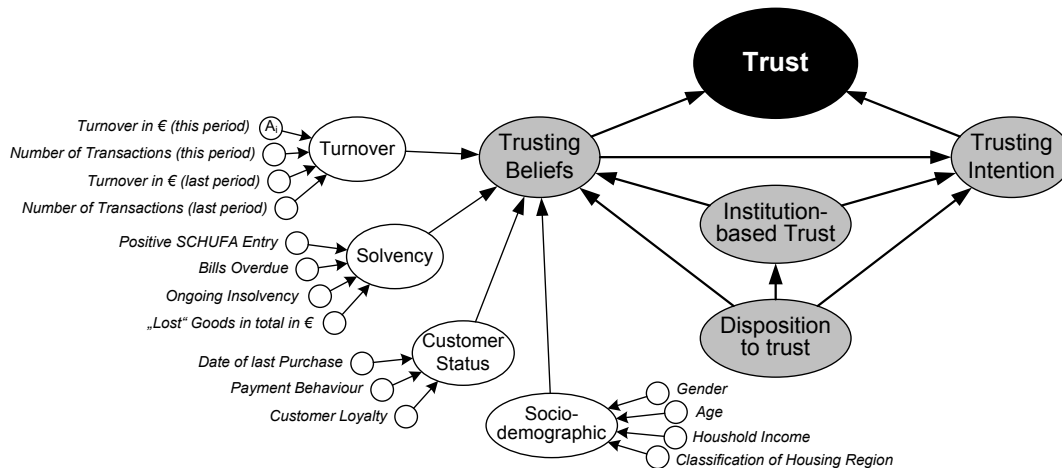 Trust
Turnover in € (this period)
A_i
Number of Transactions (this period)
Turnover in € (last period)
Number of Transactions (last period)
Turnover
Trusting
Beliefs
Trusting
Intention
Institution-
based Trust
Positive SCHUFA Entry
Bills Overdue
Ongoing Insolvency
„Lost“ Goods in total in €
Solvency
Disposition
to trust
Customer
Status
Date of last Purchase
Payment Behaviour
Customer Loyalty
Socio-
demographic
Gender
Age
Houshold Income
Classification of Housing Region